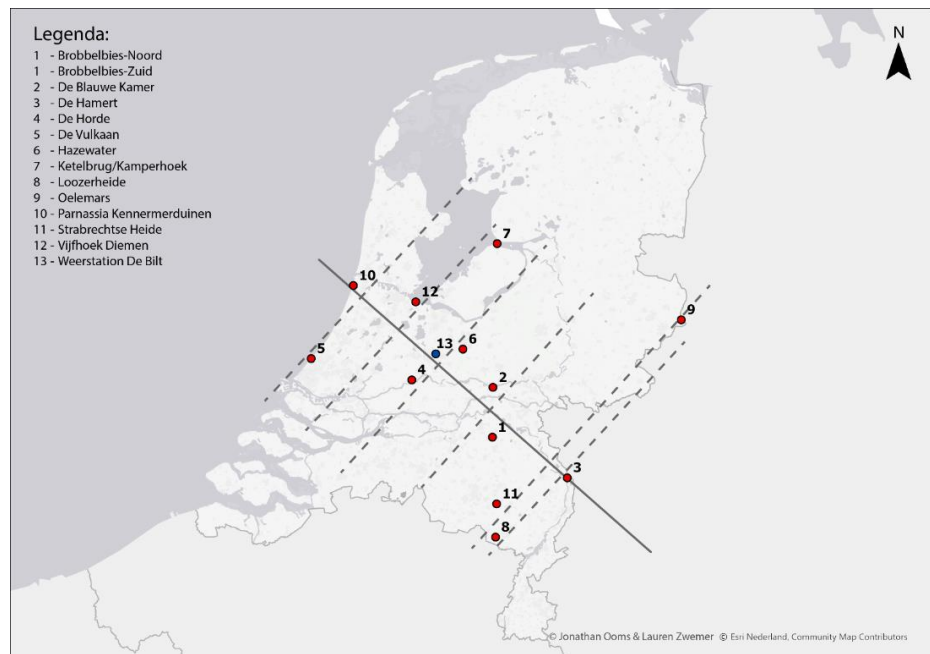 Legenda:
1 - Brobbelbies-Noord
1 - Brobbelbies-Zuid
2 - De Blauwe Kamer
3 - De Hamert
4 - De Horde
5 - De Vulkaan
6 - Hazewater
7 - Ketelbrug/Kamperhoek
8 - Loozerheide
9 - Oelemars
10 - Parnassia Kennermerduinen
11 - Strabrechtse Heide
12 - Vijfhoek Diemen
13 - Weerstation De Bilt
N
7
10
12
9
13
6
5
4
2
1
3
11
8
© Jonathan Ooms & Lauren Zwemer © Esri Nederland, Community Map Contributors